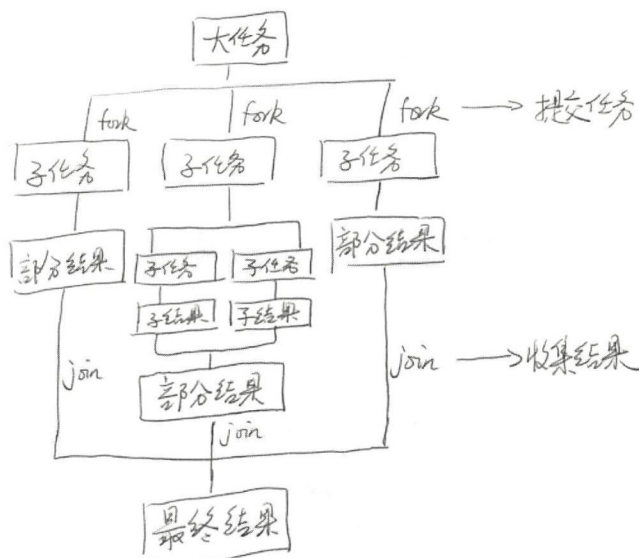 大任务
fork fork fork → 提交任务
子任务 子任务 子任务
部分结果 子任务 子任务 部分结果
子结果 子结果
join 部分结果 join → 收集结果
join
最终结果